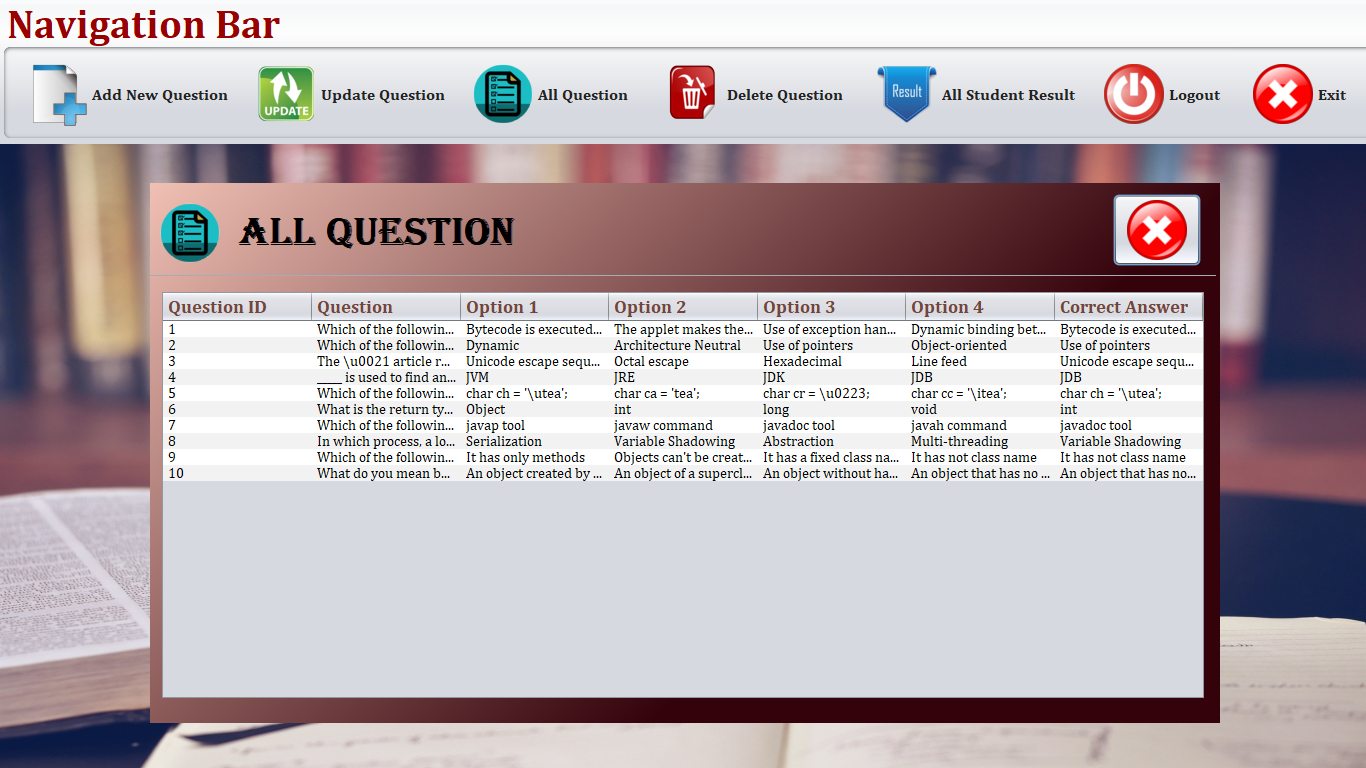 Navigation Bar
Add New Question UPDATE Update Question All Question Delete Question Result All Student Result Logout Exit
ALL QUESTION
Question ID Question Option 1 Option 2 Option 3 Option 4 Correct Answer
1 Which of the followin... Bytecode is executed... The applet makes the... Use of exception han... Dynamic binding bet... Bytecode is executed...
2 Which of the followin... Dynamic Architecture Neutral Use of pointers Object-oriented Use of pointers
3 The \u0021 article r... Unicode escape sequ... Octal escape Hexadecimal Line feed Unicode escape sequ...
4 ____ is used to find an... JVM JRE JDK JDB JDB
5 Which of the followin... char ch = '\utea'; char ca = 'tea'; char cr = \u0223; char cc = '\itea'; char ch = '\utea';
6 What is the return ty... Object int long void int
7 Which of the followin... javap tool javaw command javadoc tool javah command javadoc tool
8 In which process, a lo... Serialization Variable Shadowing Abstraction Multi-threading Variable Shadowing
9 Which of the followin... It has only methods Objects can't be creat... It has a fixed class na... It has not class name It has not class name
10 What do you mean b... An object created by ... An object of a supercl... An object without ha... An object that has no ... An object that has no...